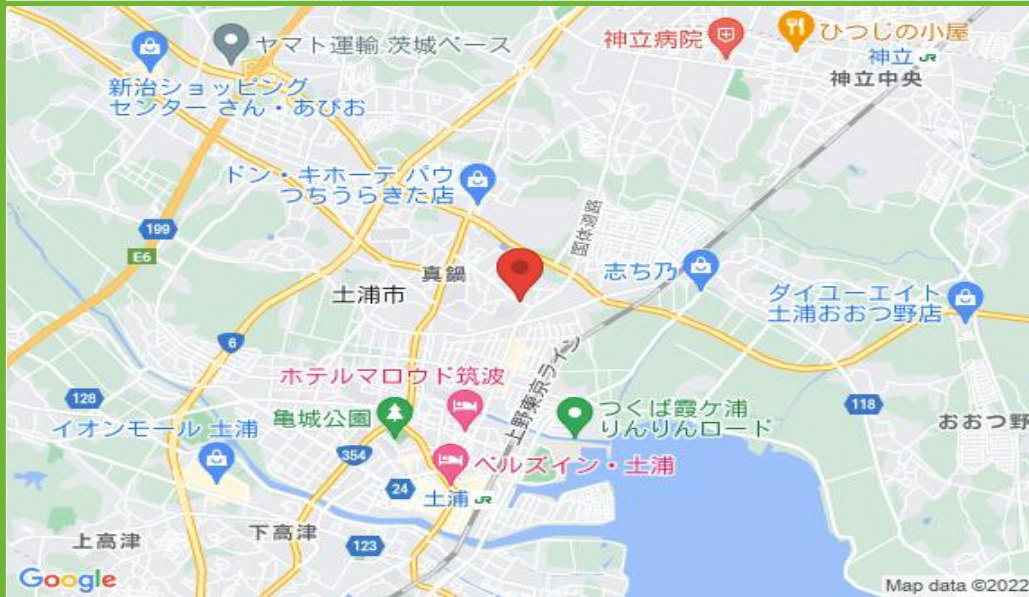 ヤマト運輸 茨城ベース
神立病院
ひつじの小屋
神立 JR
神立中央
新治ショッピング
センター さん・あぴお
ドン・キホーテ パウ
つちうらきた店
国体道路
199
E6
真鍋
志ち乃
土浦市
ダイユーエイト
土浦おおつ野店
6
上野東京ライン
ホテルマロウド筑波
128
118
イオンモール 土浦
亀城公園
つくば霞ケ浦
りんりんロード
おおつ野
354
ベルズイン・土浦
24
土浦 JR
上高津
下高津
123
Google
Map data ©2022